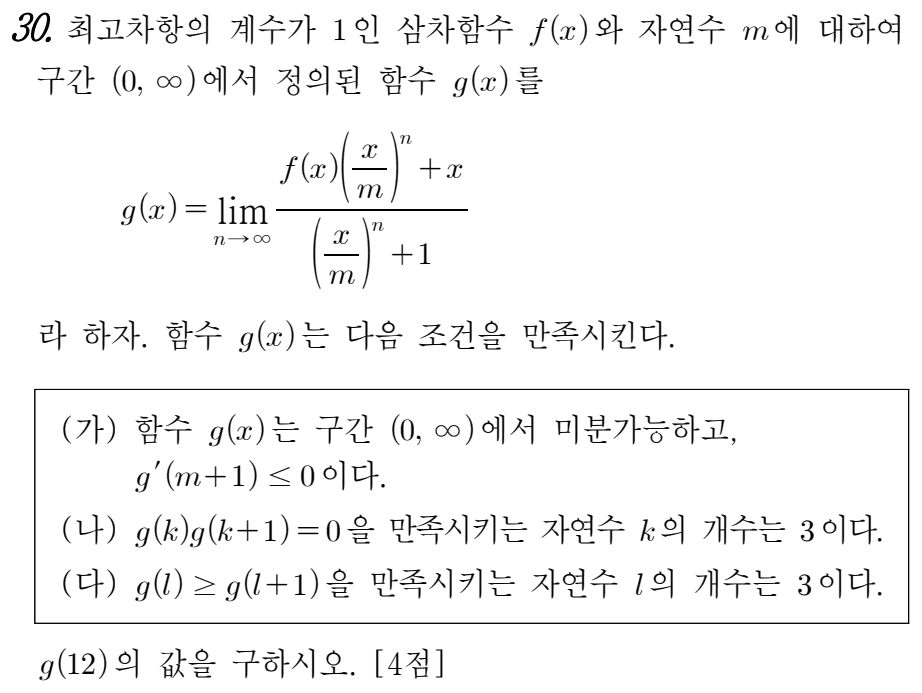 30. 최고차항의 계수가 1인 삼차함수 f(x)와 자연수 m에 대하여
구간 (0, ∞)에서 정의된 함수 g(x)를
g(x) = lim_{n→∞} \frac{f(x)(\frac{x}{m})^n + x}{(\frac{x}{m})^n + 1}
라 하자. 함수 g(x)는 다음 조건을 만족시킨다.
(가) 함수 g(x)는 구간 (0, ∞)에서 미분가능하고,
g′(m+1) ≤ 0이다.
(나) g(k)g(k+1)=0을 만족시키는 자연수 k의 개수는 3이다.
(다) g(l) ≥ g(l+1)을 만족시키는 자연수 l의 개수는 3이다.
g(12)의 값을 구하시오. [4점]